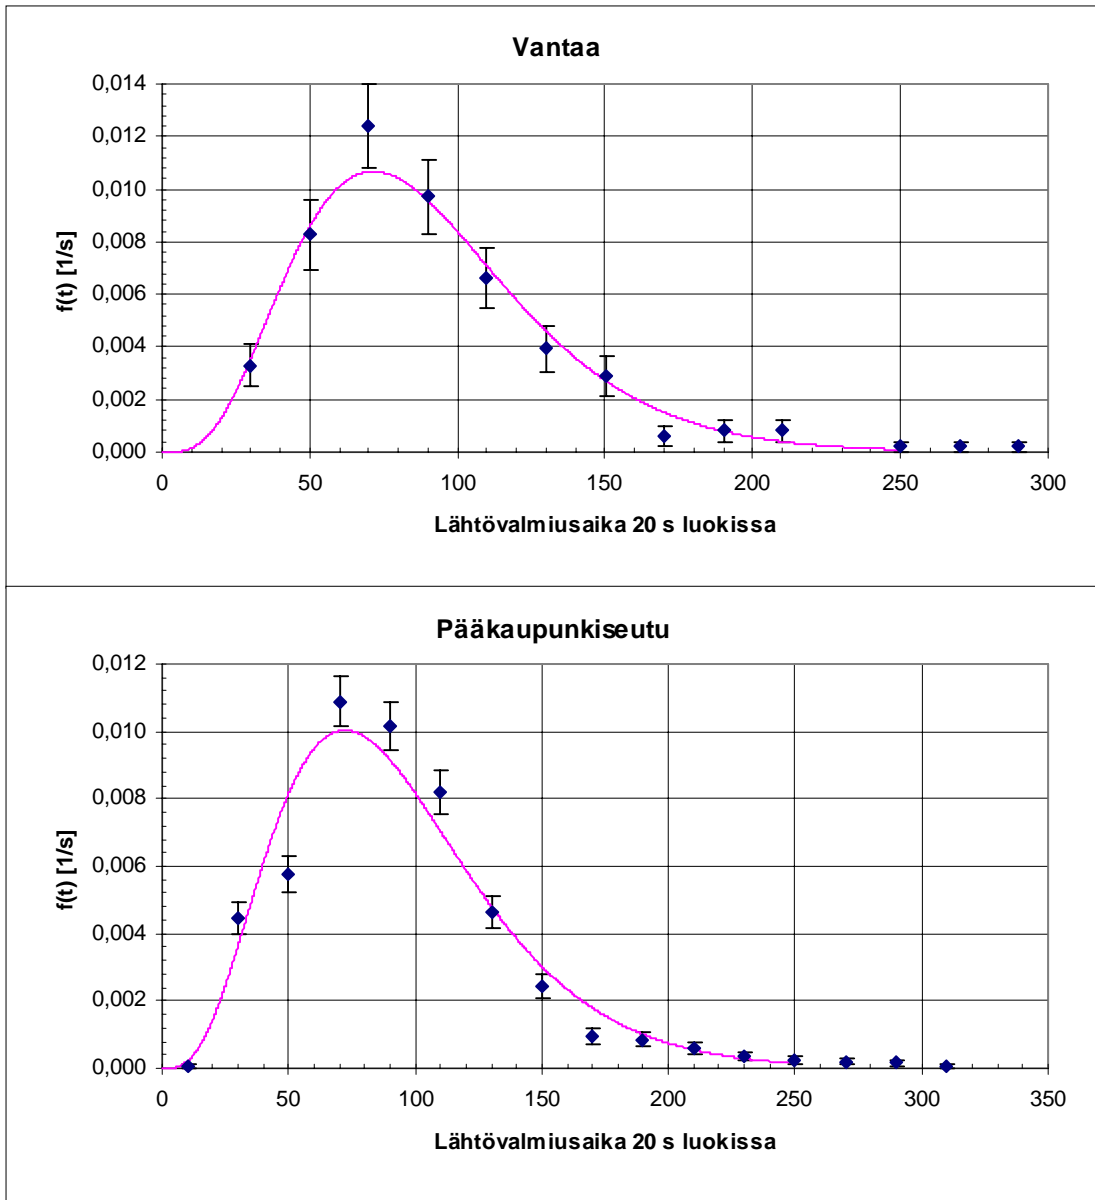 Vantaa
0,014
0,012
0,010
0,008
0,006
0,004
0,002
0,000
f(t) [1/s]
0 50 100 150 200 250 300
Lähtövalmiusaika 20 s luokissa
Pääkaupunkiseutu
0,012
0,010
0,008
0,006
0,004
0,002
0,000
f(t) [1/s]
0 50 100 150 200 250 300 350
Lähtövalmiusaika 20 s luokissa